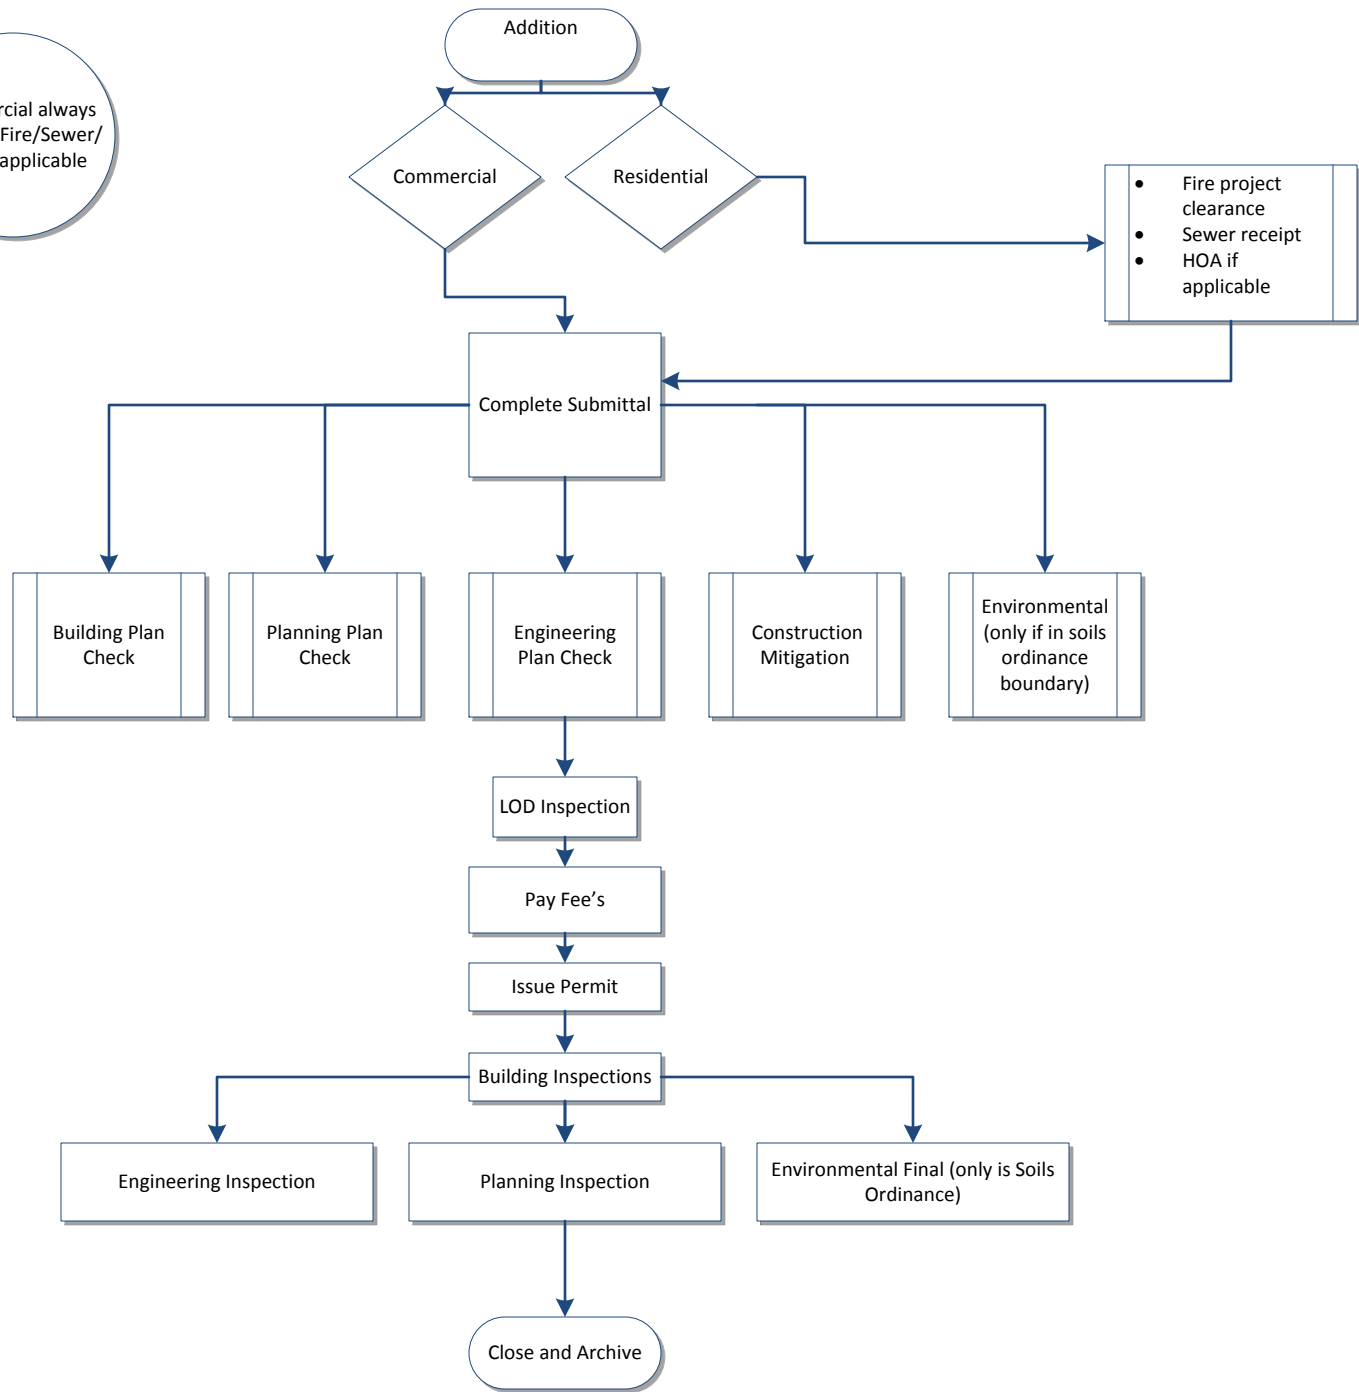 Addition
rcial always
Fire/Sewer/
applicable
Commercial
Residential
• Fire project
clearance
• Sewer receipt
• HOA if
applicable
Complete Submittal
Building Plan
Check
Planning Plan
Check
Engineering
Plan Check
Construction
Mitigation
Environmental
(only if in soils
ordinance
boundary)
LOD Inspection
Pay Fee's
Issue Permit
Building Inspections
Engineering Inspection
Planning Inspection
Environmental Final (only is Soils
Ordinance)
Close and Archive